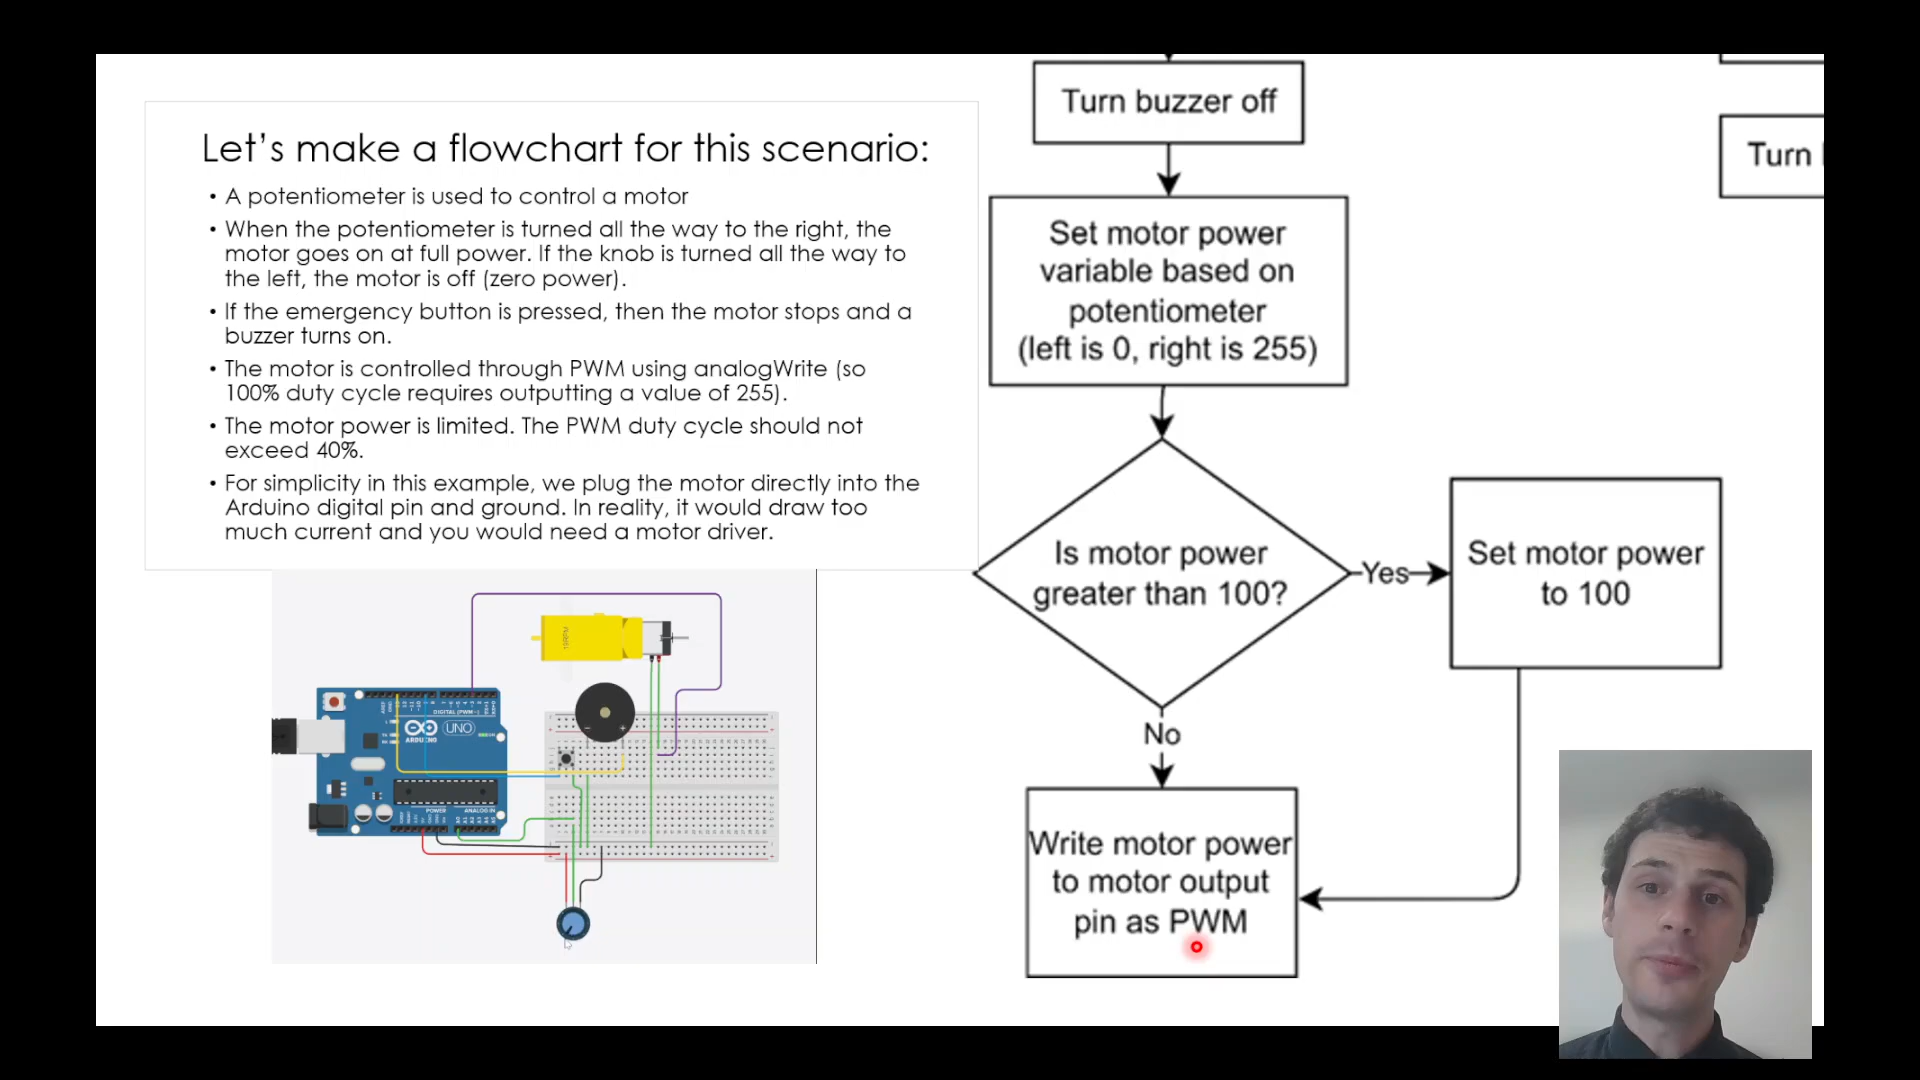 Let's make a flowchart for this scenario:
• A potentiometer is used to control a motor
• When the potentiometer is turned all the way to the right, the
motor goes on at full power. If the knob is turned all the way to
the left, the motor is off (zero power).
• If the emergency button is pressed, then the motor stops and a
buzzer turns on.
• The motor is controlled through PWM using analogWrite (so
100% duty cycle requires outputting a value of 255).
• The motor power is limited. The PWM duty cycle should not
exceed 40%.
• For simplicity in this example, we plug the motor directly into the
Arduino digital pin and ground. In reality, it would draw too
much current and you would need a motor driver.
DIGITAL (PWM~)
UNO
ARDUINO
POWER
ANALOG IN
Turn buzzer off
Set motor power
variable based on
potentiometer
(left is 0, right is 255)
Is motor power
greater than 100?
Yes
Set motor power
to 100
No
Write motor power
to motor output
pin as PWM
Turn